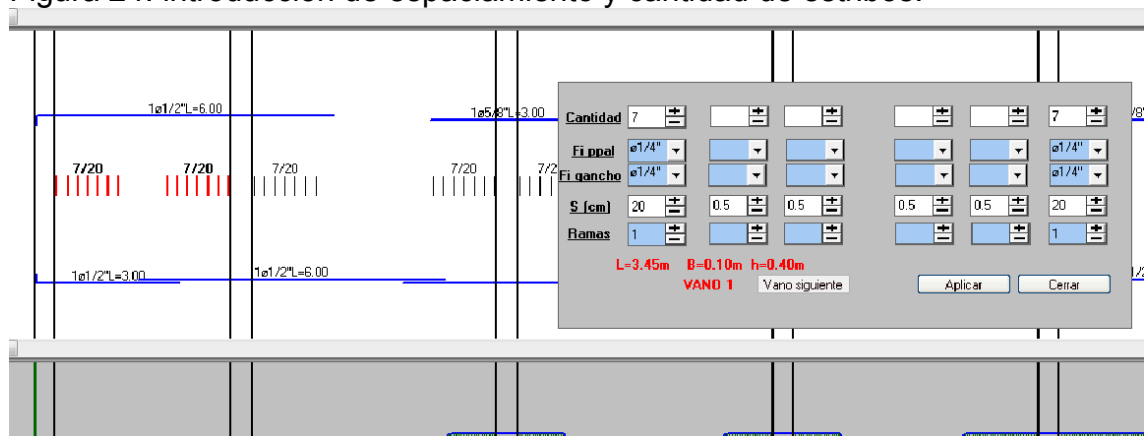 Figura 24. Introducción de espaciamiento y cantidad de estribos.
1ø1/2"L=6.00
1ø5/8"L=3.00
7/20 7/20 7/20 7/20
1ø1/2"L=3.00
1ø1/2"L=6.00
Cantidad 7 7
Fi ppal ø1/4" ø1/4"
Fi gancho ø1/4" ø1/4"
S (cm) 20 0.5 0.5 0.5 0.5 20
Ramas 1 1
L=3.45m B=0.10m h=0.40m
VANO 1 Vano siguiente Aplicar Cerrar